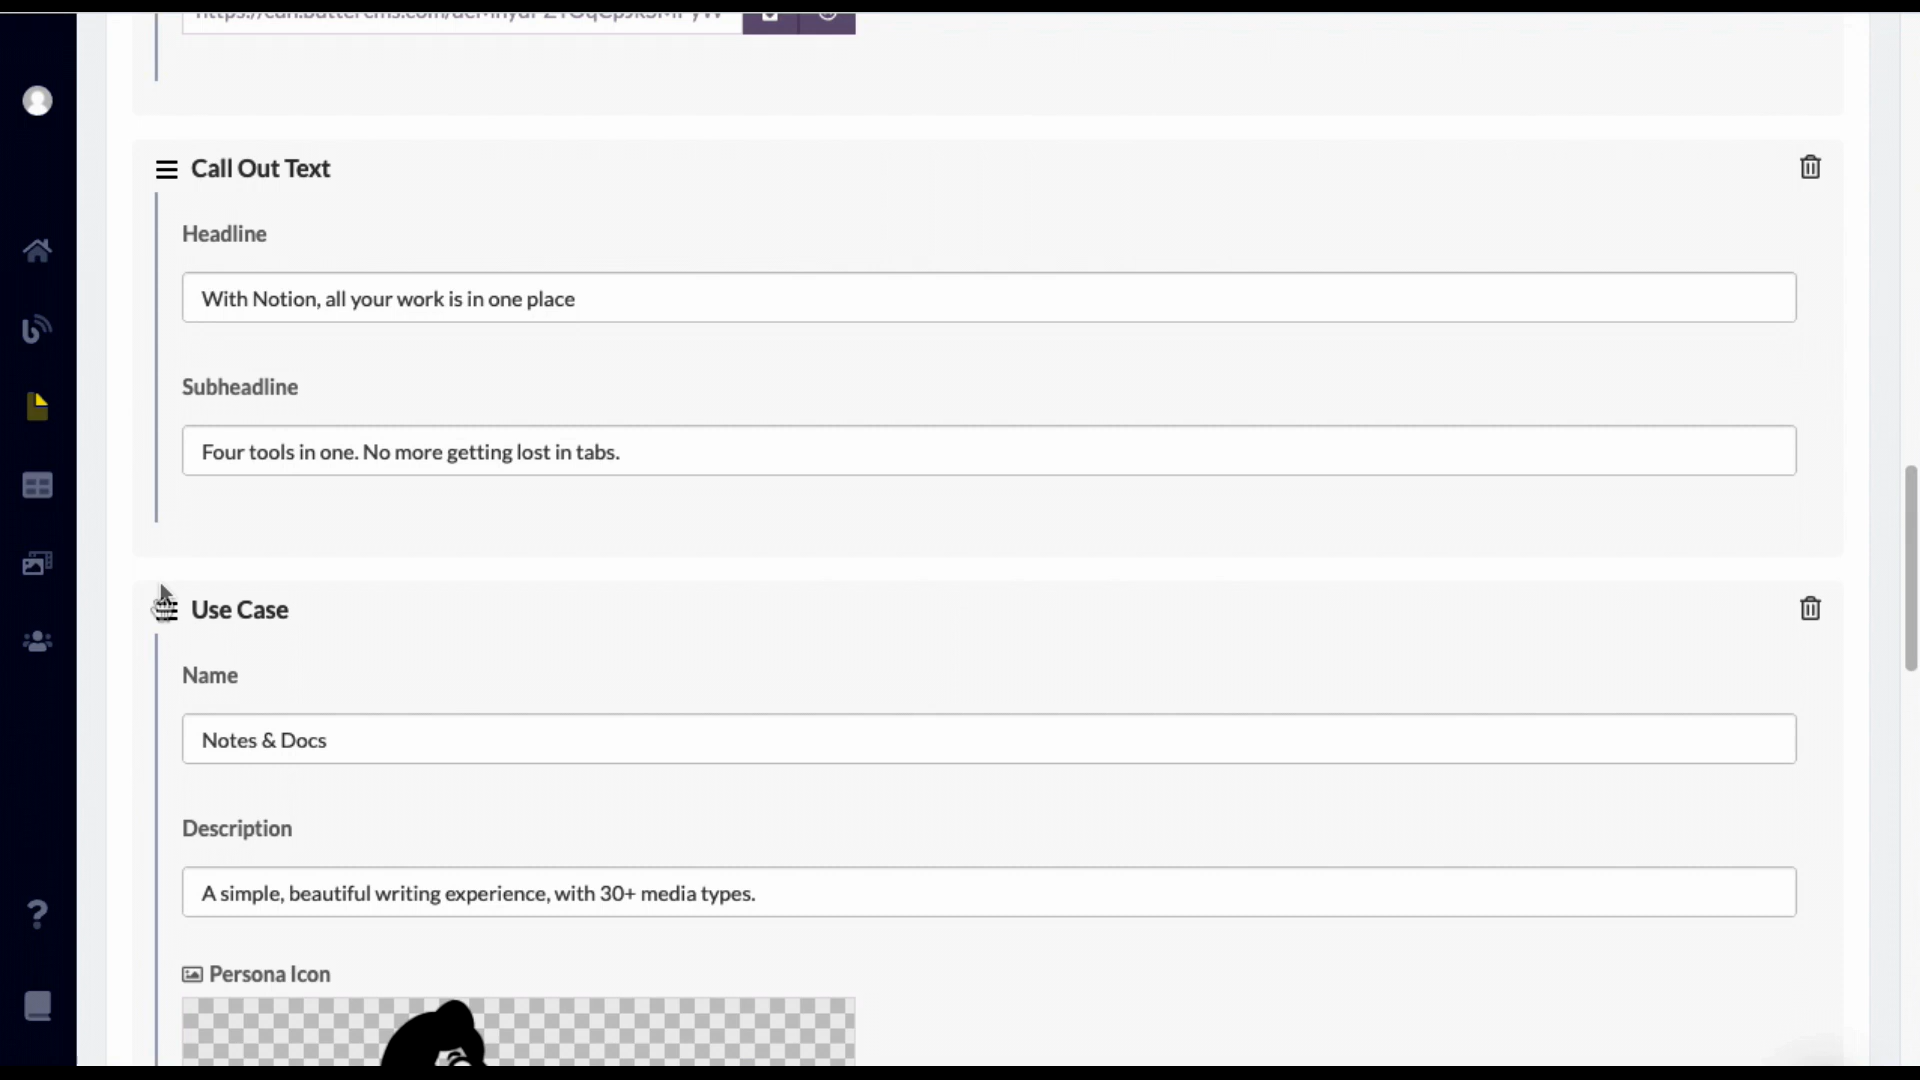 Call Out Text
Headline
With Notion, all your work is in one place
Subheadline
Four tools in one. No more getting lost in tabs.
Use Case
Name
Notes & Docs
Description
A simple, beautiful writing experience, with 30+ media types.
Persona Icon